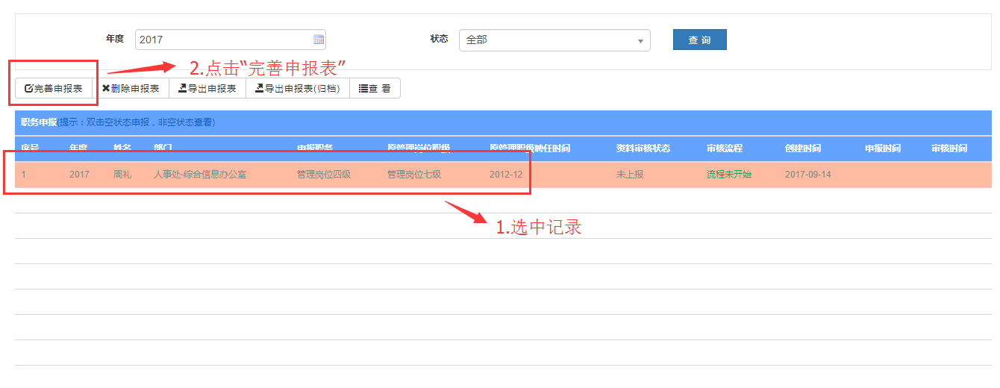 年度 2017 状态 全部 查 询
2.点击“完善申报表”
完善申报表 删除申报表 导出申报表 导出申报表(归档) 查 看
职务申报(提示：双击空状态申报，非空状态查看)
序号 年度 姓名 部门 申报职务 原管理岗位职级 原管理职级聘任时间 资料审核状态 审核流程 创建时间 申报时间 审核时间
1 2017 周礼 人事处-综合信息办公室 管理岗位四级 管理岗位七级 2012-12 未上报 流程未开始 2017-09-14
1.选中记录